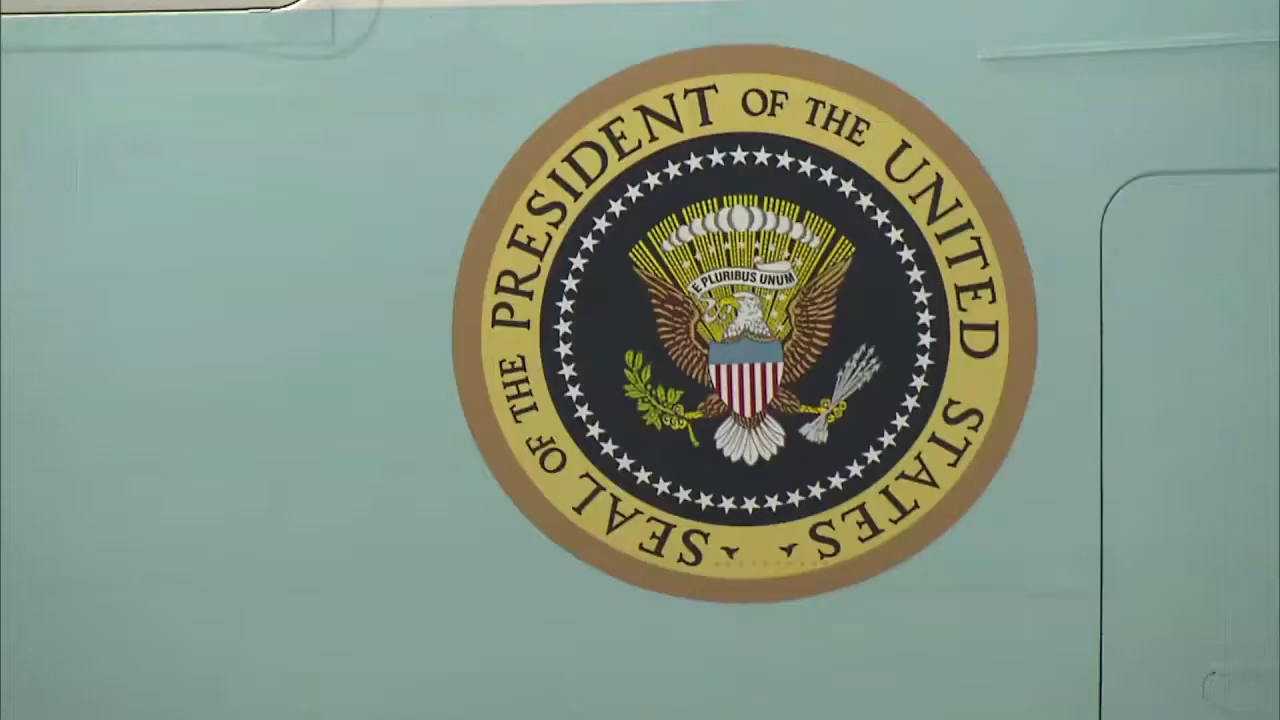 SEAL OF THE PRESIDENT OF THE UNITED STATES
E PLURIBUS UNUM